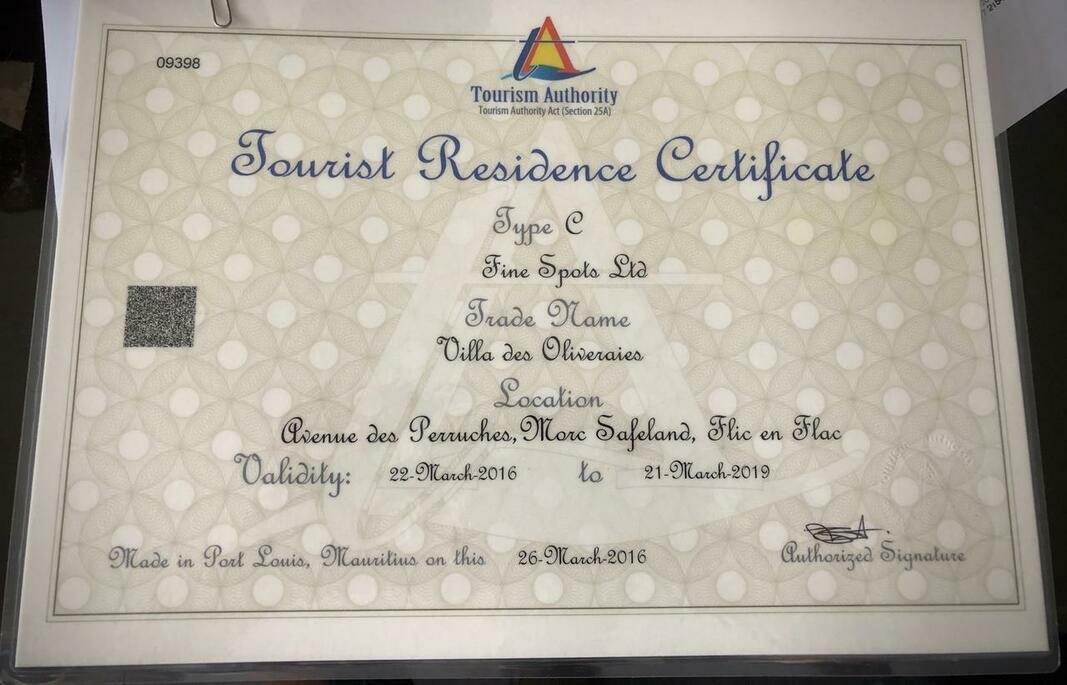 09398
Tourism Authority
Tourism Authority Act (Section 25A)
Tourist Residence Certificate
Type C
Fine Spots Ltd
Trade Name
Villa des Oliveraies
Location
Avenue des Perruches, Morc Safeland, Flic en Flac
Validity: 22-March-2016 to 21-March-2019
Made in Port Louis, Mauritius on this 26-March-2016
Authorized Signature